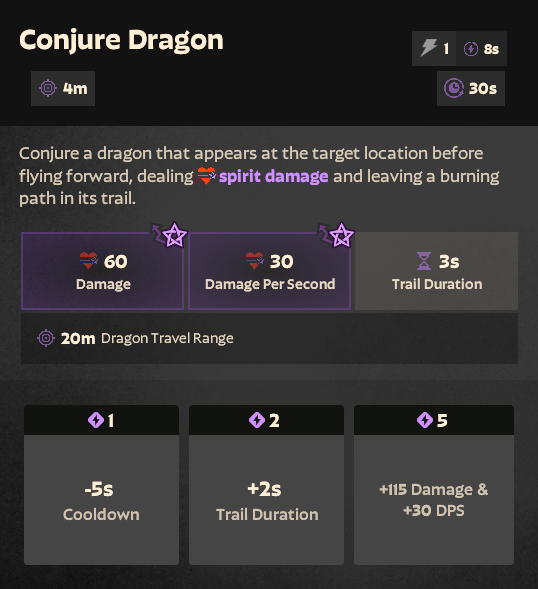 Conjure Dragon
1
8s
4m
30s
Conjure a dragon that appears at the target location before
flying forward, dealing spirit damage and leaving a burning
path in its trail.
60
Damage
30
Damage Per Second
3s
Trail Duration
20m Dragon Travel Range
1
-5s
Cooldown
2
+2s
Trail Duration
5
+115 Damage &
+30 DPS